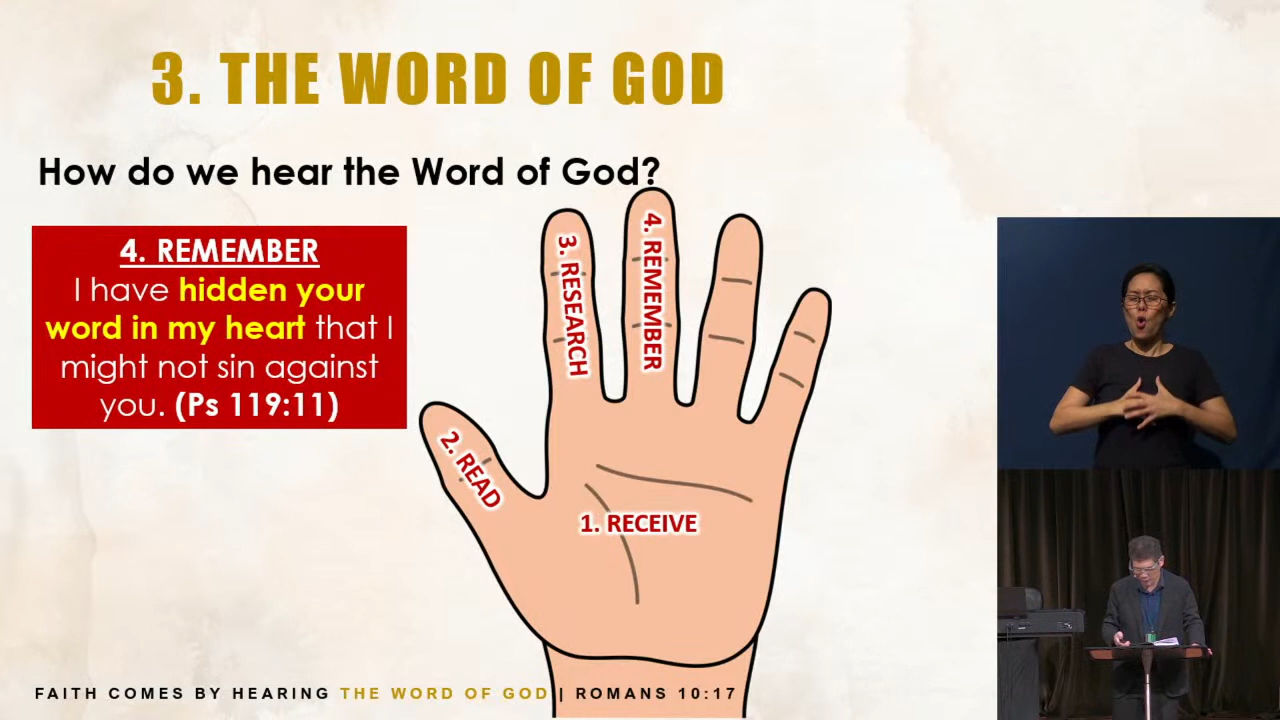 3. THE WORD OF GOD
How do we hear the Word of God?
4. REMEMBER
I have hidden your
word in my heart that I
might not sin against
you. (Ps 119:11)
2. READ
3. RESEARCH
4. REMEMBER
1. RECEIVE
FAITH COMES BY HEARING THE WORD OF GOD | ROMANS 10:17